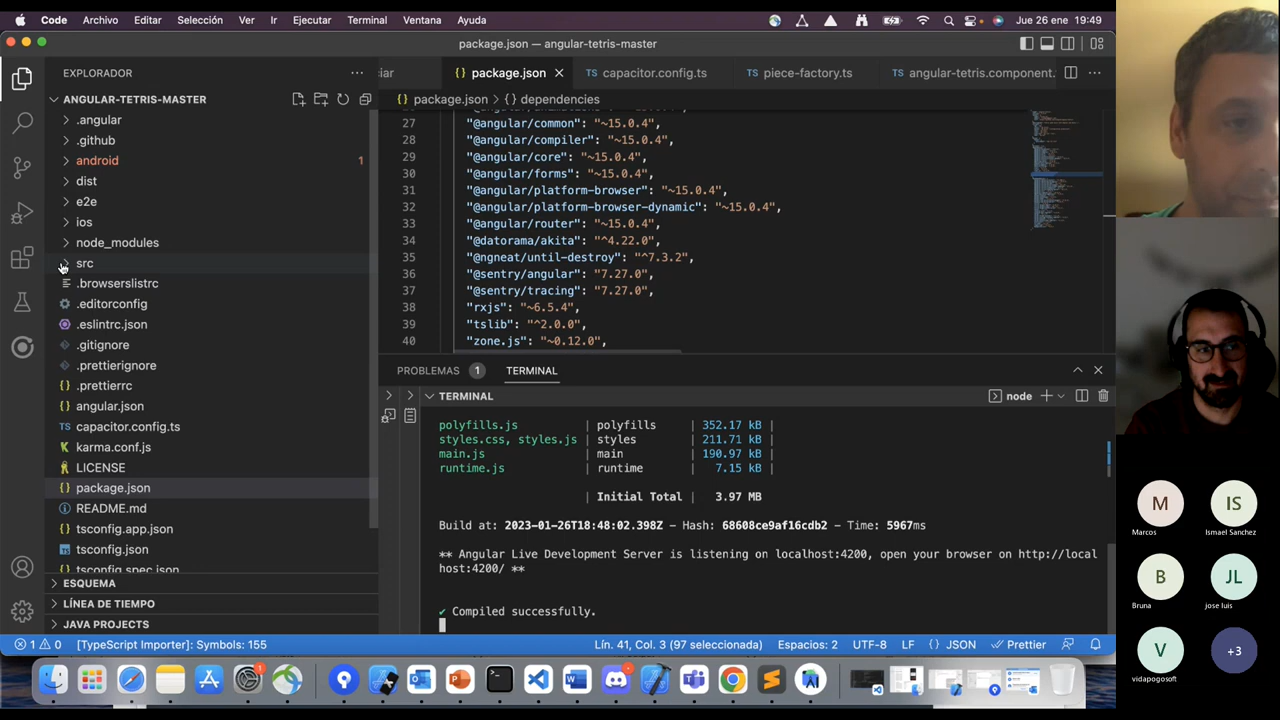 Code Archivo Editar Selección Ver Ir Ejecutar Terminal Ventana Ayuda Jue 26 ene 19:49
package.json — angular-tetris-master
EXPLORADOR
ciar package.json capacitor.config.ts piece-factory.ts angular-tetris.component.
ANGULAR-TETRIS-MASTER
package.json > {} dependencies
.angular
.github
android 1
dist
e2e
ios
node_modules
src
.browserslistrc
.editorconfig
.eslintrc.json
.gitignore
.prettierignore
.prettierrc
angular.json
capacitor.config.ts
karma.conf.js
LICENSE
package.json
README.md
tsconfig.app.json
tsconfig.json
tsconfig.spec.json
ESQUEMA
LÍNEA DE TIEMPO
JAVA PROJECTS
27 "@angular/common": "~15.0.4",
28 "@angular/compiler": "~15.0.4",
29 "@angular/core": "~15.0.4",
30 "@angular/forms": "~15.0.4",
31 "@angular/platform-browser": "~15.0.4",
32 "@angular/platform-browser-dynamic": "~15.0.4",
33 "@angular/router": "~15.0.4",
34 "@datorama/akita": "^4.22.0",
35 "@ngneat/until-destroy": "^7.3.2",
36 "@sentry/angular": "7.27.0",
37 "@sentry/tracing": "7.27.0",
38 "rxjs": "~6.5.4",
39 "tslib": "^2.0.0",
40 "zone.js": "~0.12.0",
PROBLEMAS 1 TERMINAL
TERMINAL node
polyfills.js | polyfills | 352.17 kB |
styles.css, styles.js | styles | 211.71 kB |
main.js | main | 190.97 kB |
runtime.js | runtime | 7.15 kB |
| Initial Total | 3.97 MB
Build at: 2023-01-26T18:48:02.398Z - Hash: 68608ce9af16cdb2 - Time: 5967ms
** Angular Live Development Server is listening on localhost:4200, open your browser on http://local
host:4200/ **
✔ Compiled successfully.
1 0 [TypeScript Importer]: Symbols: 155 Lín. 41, Col. 3 (97 seleccionada) Espacios: 2 UTF-8 LF {} JSON Prettier
M IS
Marcos Ismael Sanchez
B JL
Bruna jose luis
V +3
vidapogosoft